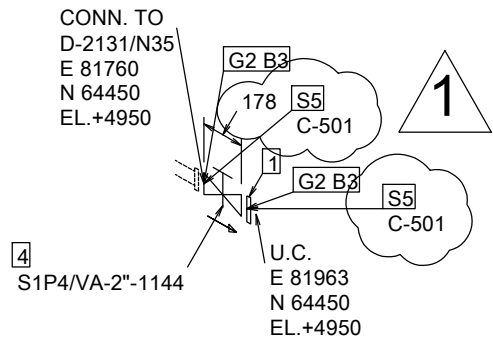 CONN. TO
D-2131/N35
E 81760
N 64450
EL.+4950
G2 B3
178
S5
C-501
1
1
G2 B3
S5
C-501
4
S1P4/VA-2"-1144
U.C.
E 81963
N 64450
EL.+4950